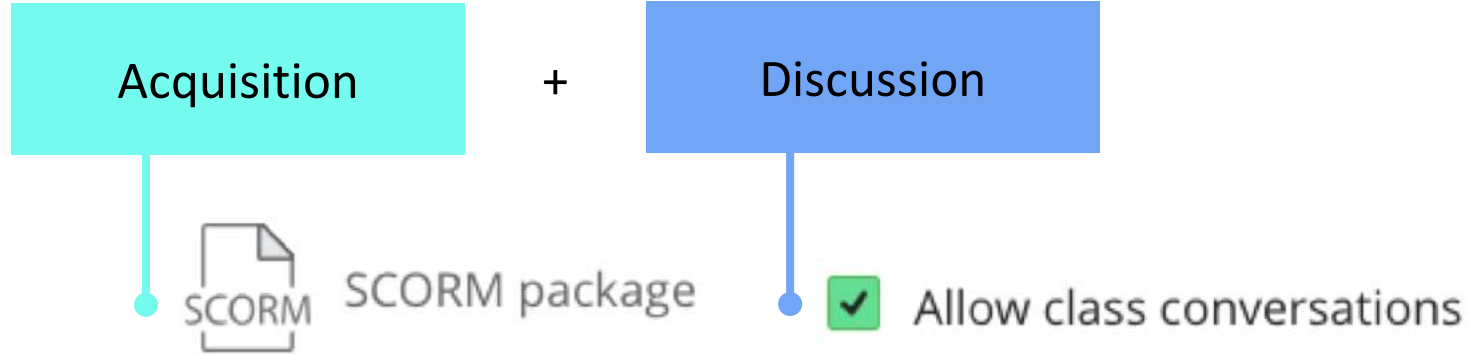 Acquisition + Discussion
SCORM SCORM package
Allow class conversations